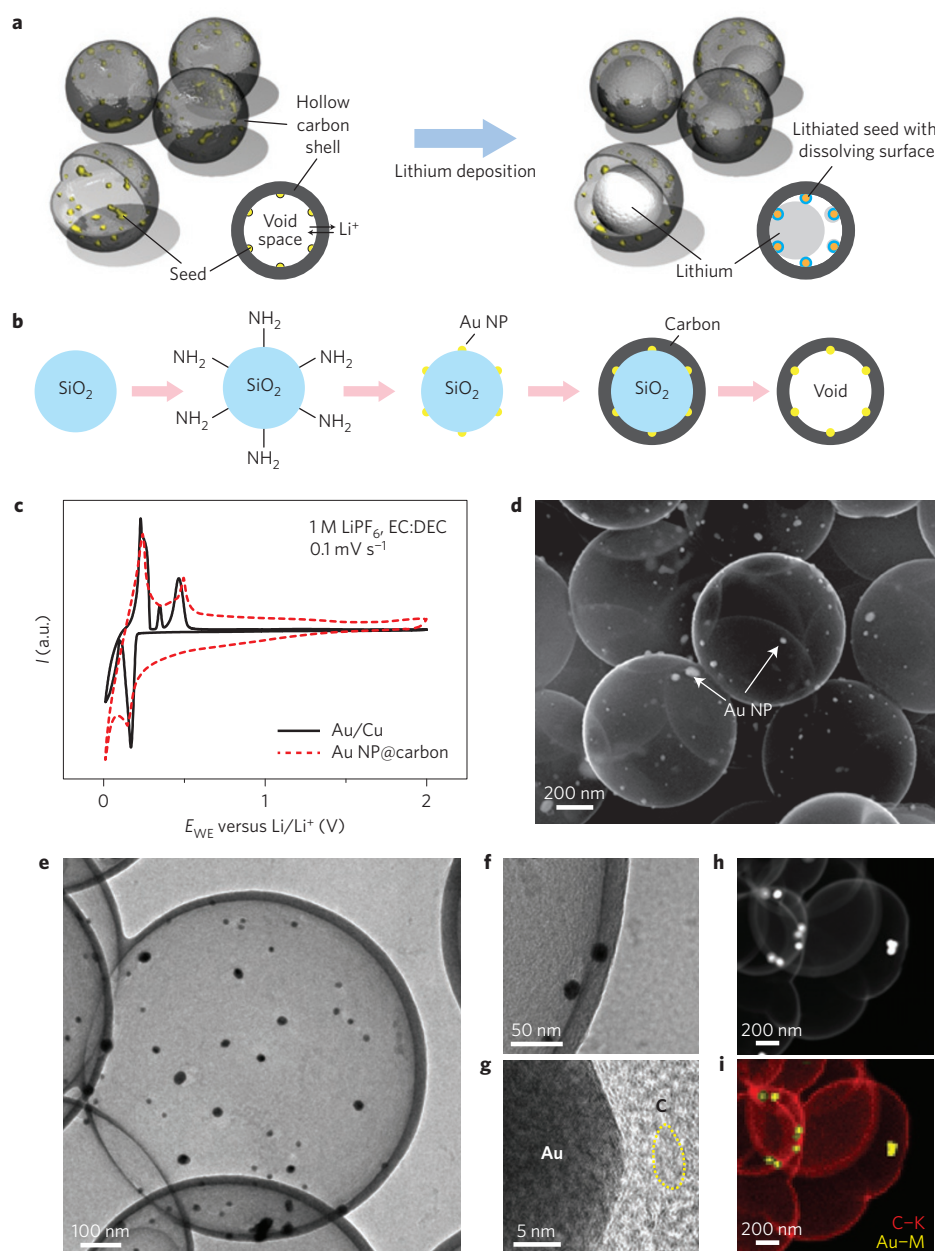 a
Hollow
carbon
shell
Void
space
Li⁺
Seed
Lithium deposition
Lithiated seed with
dissolving surface
Lithium
b
SiO₂
NH₂
NH₂
NH₂
SiO₂
NH₂
NH₂
NH₂
Au NP
SiO₂
Carbon
SiO₂
Void
c
1 M LiPF₆, EC:DEC
0.1 mV s⁻¹
I (a.u.)
Au/Cu
Au NP@carbon
0 1 2
E_WE versus Li/Li⁺ (V)
d
Au NP
200 nm
e
100 nm
f
50 nm
g
C
Au
5 nm
h
200 nm
i
C–K
Au–M
200 nm